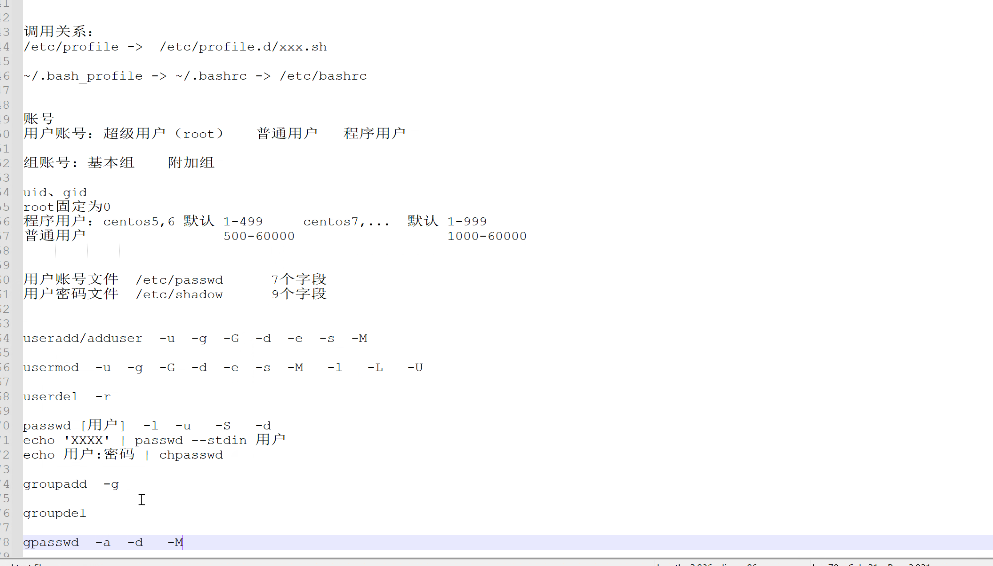 调用关系：
/etc/profile -> /etc/profile.d/xxx.sh
~/.bash_profile -> ~/.bashrc -> /etc/bashrc
账号
用户账号：超级用户（root） 普通用户 程序用户
组账号：基本组 附加组
uid、gid
root固定为0
程序用户：centos5,6 默认 1-499 centos7,... 默认 1-999
普通用户 500-60000 1000-60000
用户账号文件 /etc/passwd 7个字段
用户密码文件 /etc/shadow 9个字段
useradd/adduser -u -g -G -d -e -s -M
usermod -u -g -G -d -e -s -M -l -L -U
userdel -r
passwd [用户] -l -u -S -d
echo 'XXXX' | passwd --stdin 用户
echo 用户:密码 | chpasswd
groupadd -g
groupdel
gpasswd -a -d -M